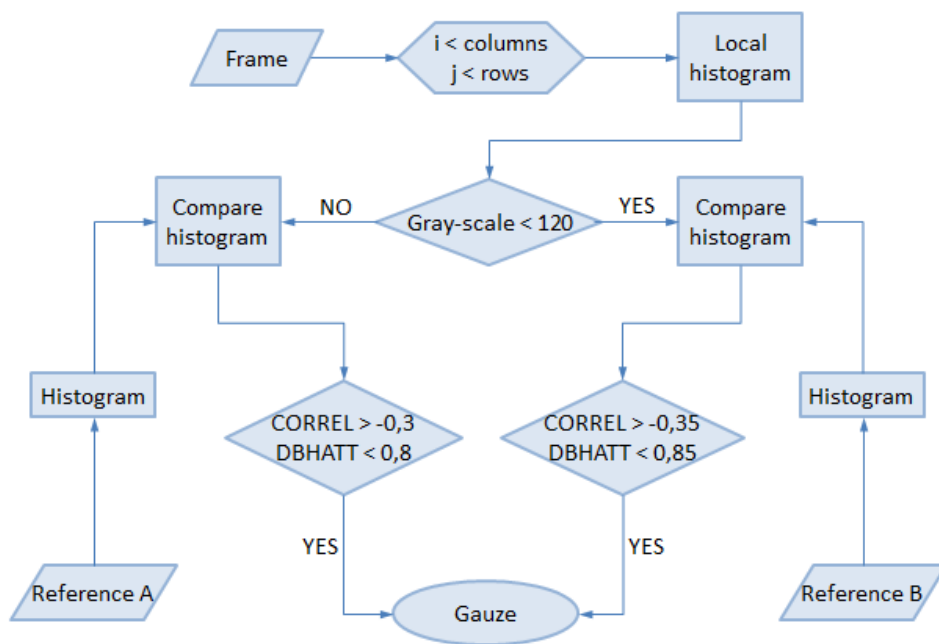 Frame
i < columns
j < rows
Local
histogram
Compare
histogram
NO
Gray-scale < 120
YES
Compare
histogram
Histogram
CORREL > -0,3
DBHATT < 0,8
CORREL > -0,35
DBHATT < 0,85
Histogram
YES
YES
Reference A
Gauze
Reference B